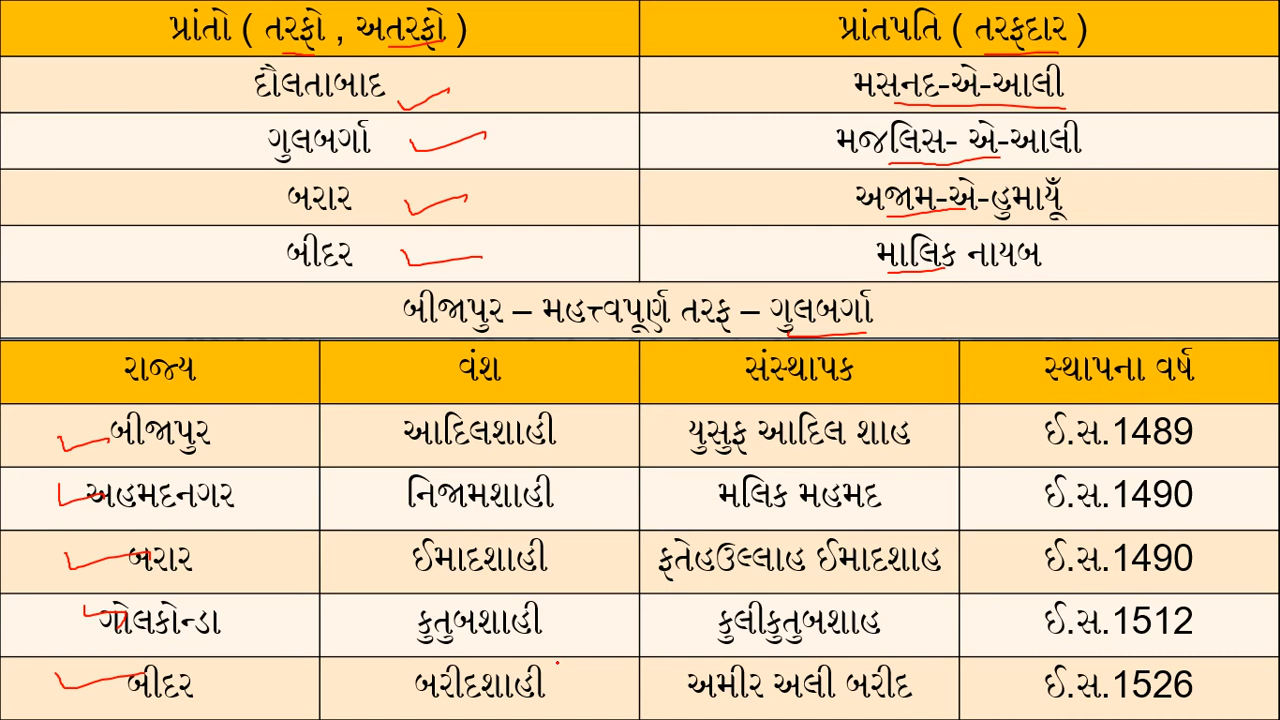 પ્રાંતો ( તરફો , અતરફો ) પ્રાંતપતિ ( તરફદાર )
દૌલતાબાદ મસનદ-એ-આલી
ગુલબર્ગા મજલિસ- એ-આલી
બરાર અજામ-એ-હુમાયૂઁ
બીદર માલિક નાયબ
બીજાપુર – મહત્ત્વપૂર્ણ તરફ – ગુલબર્ગા
રાજ્ય વંશ સંસ્થાપક સ્થાપના વર્ષ
બીજાપુર આદિલશાહી યુસુફ આદિલ શાહ ઈ.સ.1489
અહમદનગર નિજામશાહી મલિક મહમદ ઈ.સ.1490
બરાર ઈમાદશાહી ફતેહઉલ્લાહ ઈમાદશાહ ઈ.સ.1490
ગોલકોન્ડા કુતુબશાહી કુલીકુતુબશાહ ઈ.સ.1512
બીદર બરીદશાહી અમીર અલી બરીદ ઈ.સ.1526